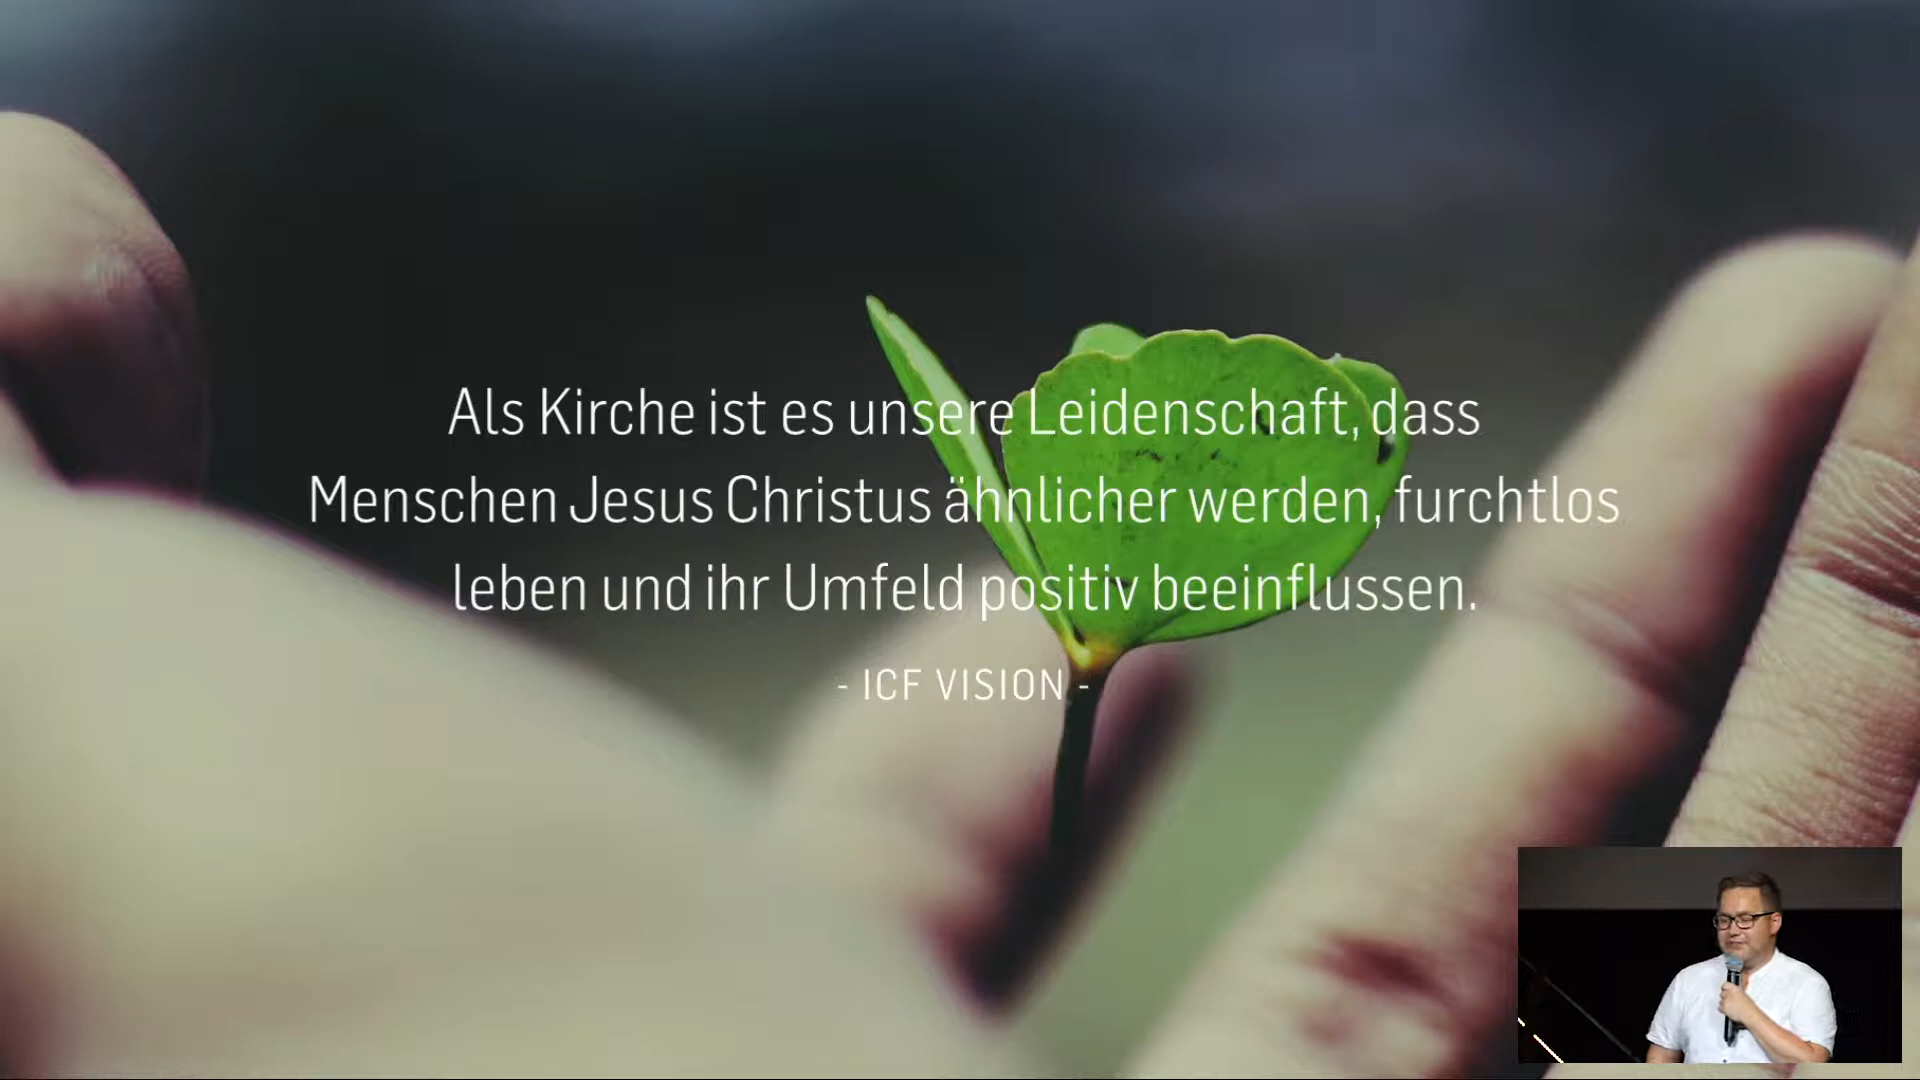 Als Kirche ist es unsere Leidenschaft, dass
Menschen Jesus Christus ähnlicher werden, furchtlos
leben und ihr Umfeld positiv beeinflussen.
- ICF VISION -